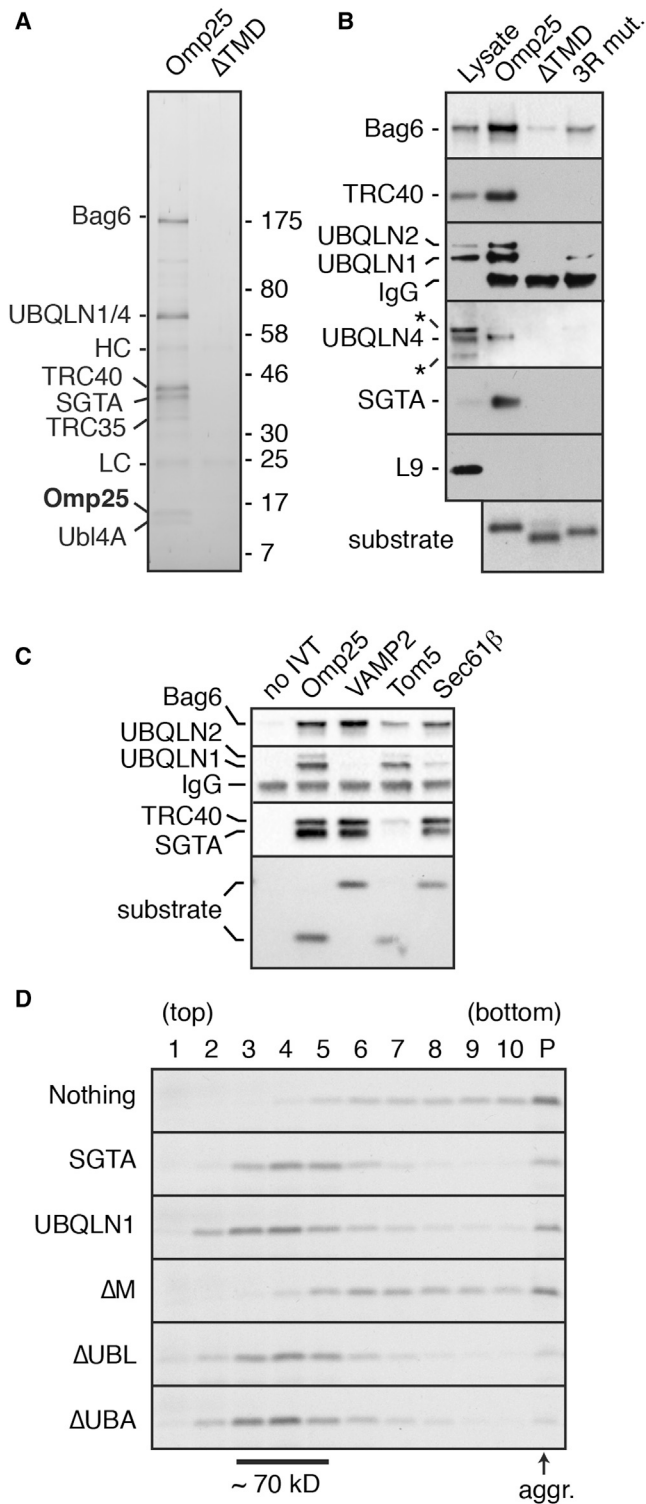 A
Omp25
ΔTMD
Bag6
UBQLN1/4
HC
TRC40
SGTA
TRC35
LC
Omp25
Ubl4A
- 175
- 80
- 58
- 46
- 30
- 25
- 17
- 7
B
Lysate
Omp25
ΔTMD
3R mut.
Bag6 -
TRC40 -
UBQLN2
UBQLN1
IgG
*
UBQLN4 -
*
SGTA -
L9 -
substrate
C
no IVT
Omp25
VAMP2
Tom5
Sec61β
Bag6
UBQLN2
UBQLN1
IgG
TRC40
SGTA
substrate
D
(top) (bottom)
1 2 3 4 5 6 7 8 9 10 P
Nothing
SGTA
UBQLN1
ΔM
ΔUBL
ΔUBA
~ 70 kD
aggr.